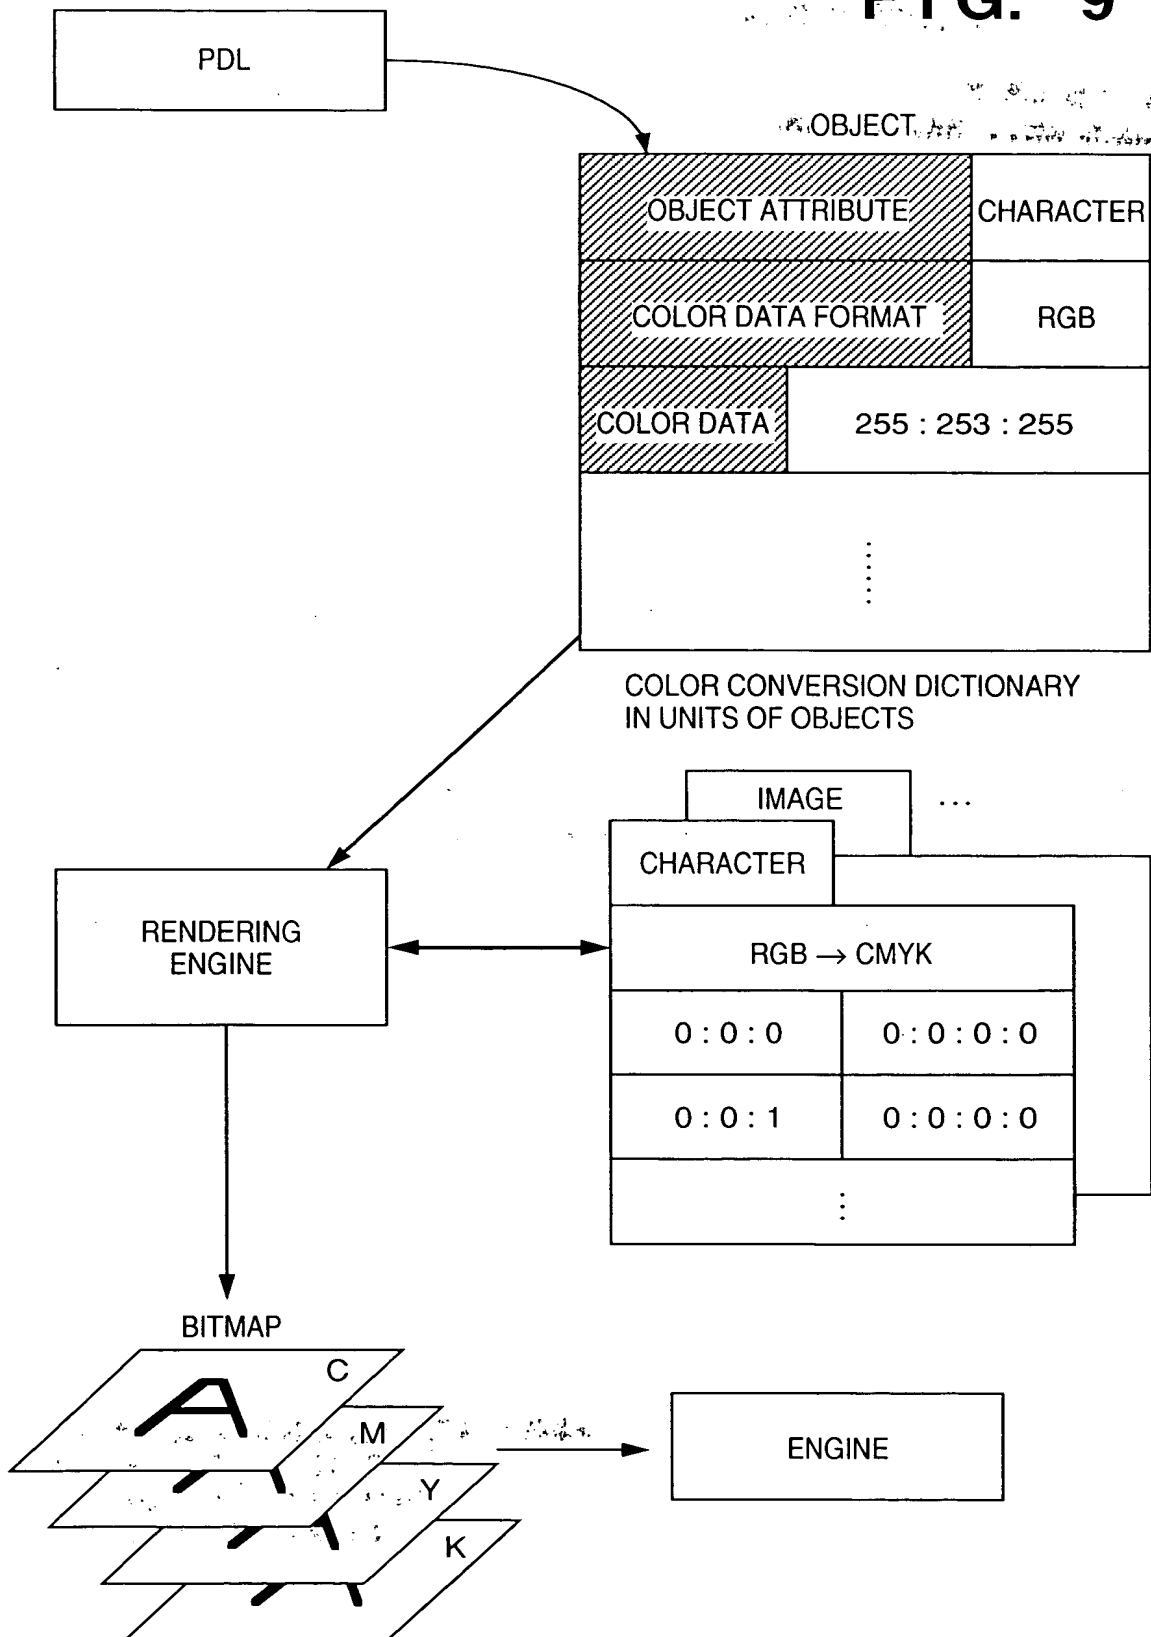 FIG. 9
PDL
OBJECT
OBJECT ATTRIBUTE
CHARACTER
COLOR DATA FORMAT
RGB
COLOR DATA
255 : 253 : 255
COLOR CONVERSION DICTIONARY
IN UNITS OF OBJECTS
IMAGE
...
CHARACTER
RENDERING
ENGINE
RGB → CMYK
0 : 0 : 0
0 : 0 : 0 : 0
0 : 0 : 1
0 : 0 : 0 : 0
BITMAP
A
C
A
M
A
Y
A
K
ENGINE